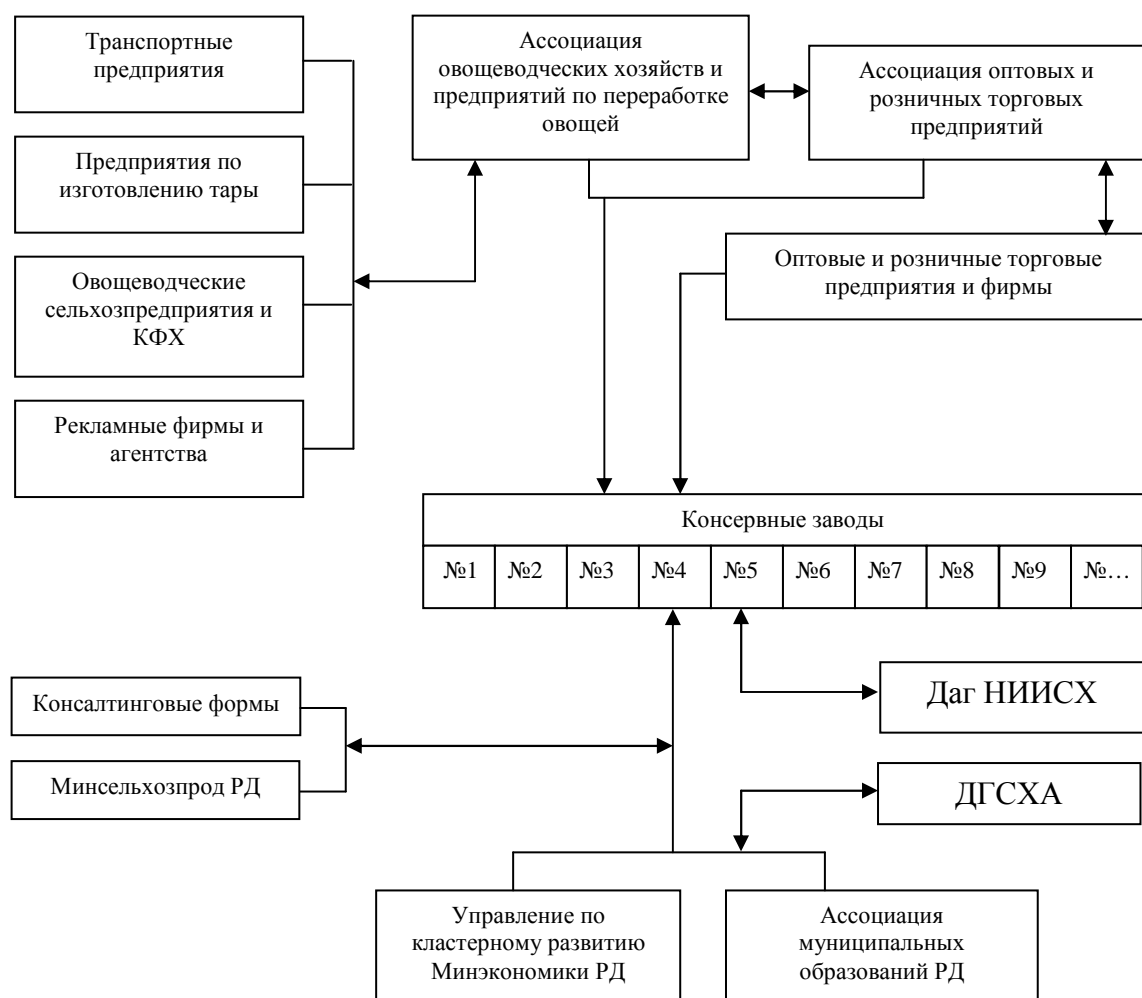 Транспортные
предприятия
Ассоциация
овощеводческих хозяйств и
предприятий по переработке
овощей
Ассоциация оптовых и
розничных торговых
предприятий
Предприятия по
изготовлению тары
Оптовые и розничные торговые
предприятия и фирмы
Овощеводческие
сельхозпредприятия и
КФХ
Рекламные фирмы и
агентства
Консервные заводы
№1 №2 №3 №4 №5 №6 №7 №8 №9 №…
Консалтинговые формы
Даг НИИСХ
Минсельхозпрод РД
ДГСХА
Управление по
кластерному развитию
Минэкономики РД
Ассоциация
муниципальных
образований РД